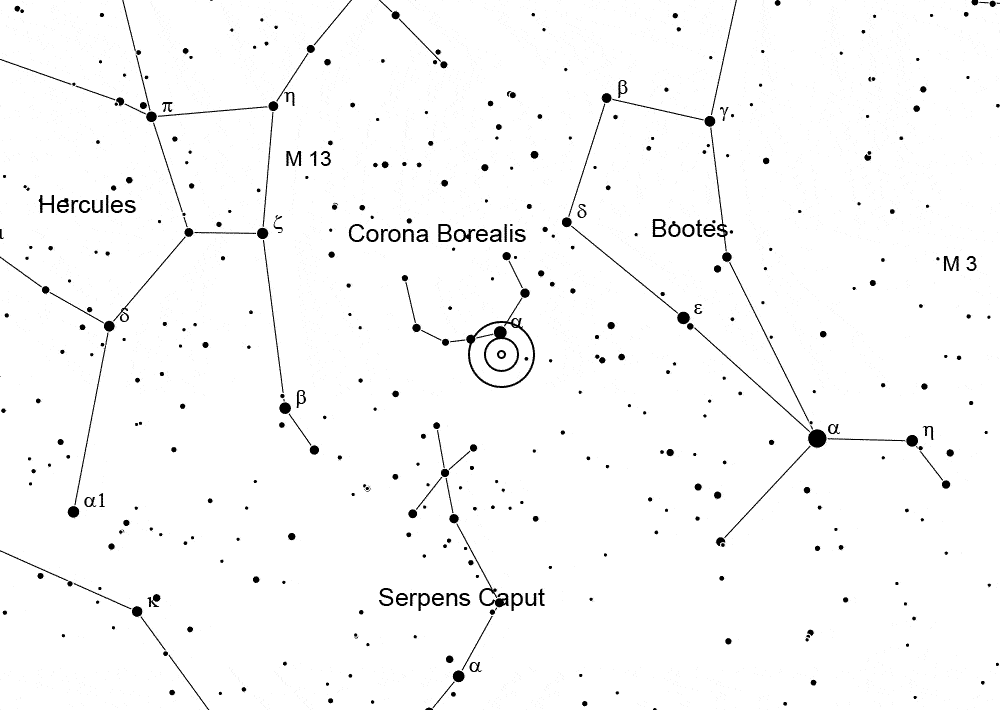 β
π
η
γ
M 13
Hercules
ζ
δ
Corona Borealis
Bootes
M 3
ε
δ
α
β
α
η
α1
κ
Serpens Caput
α